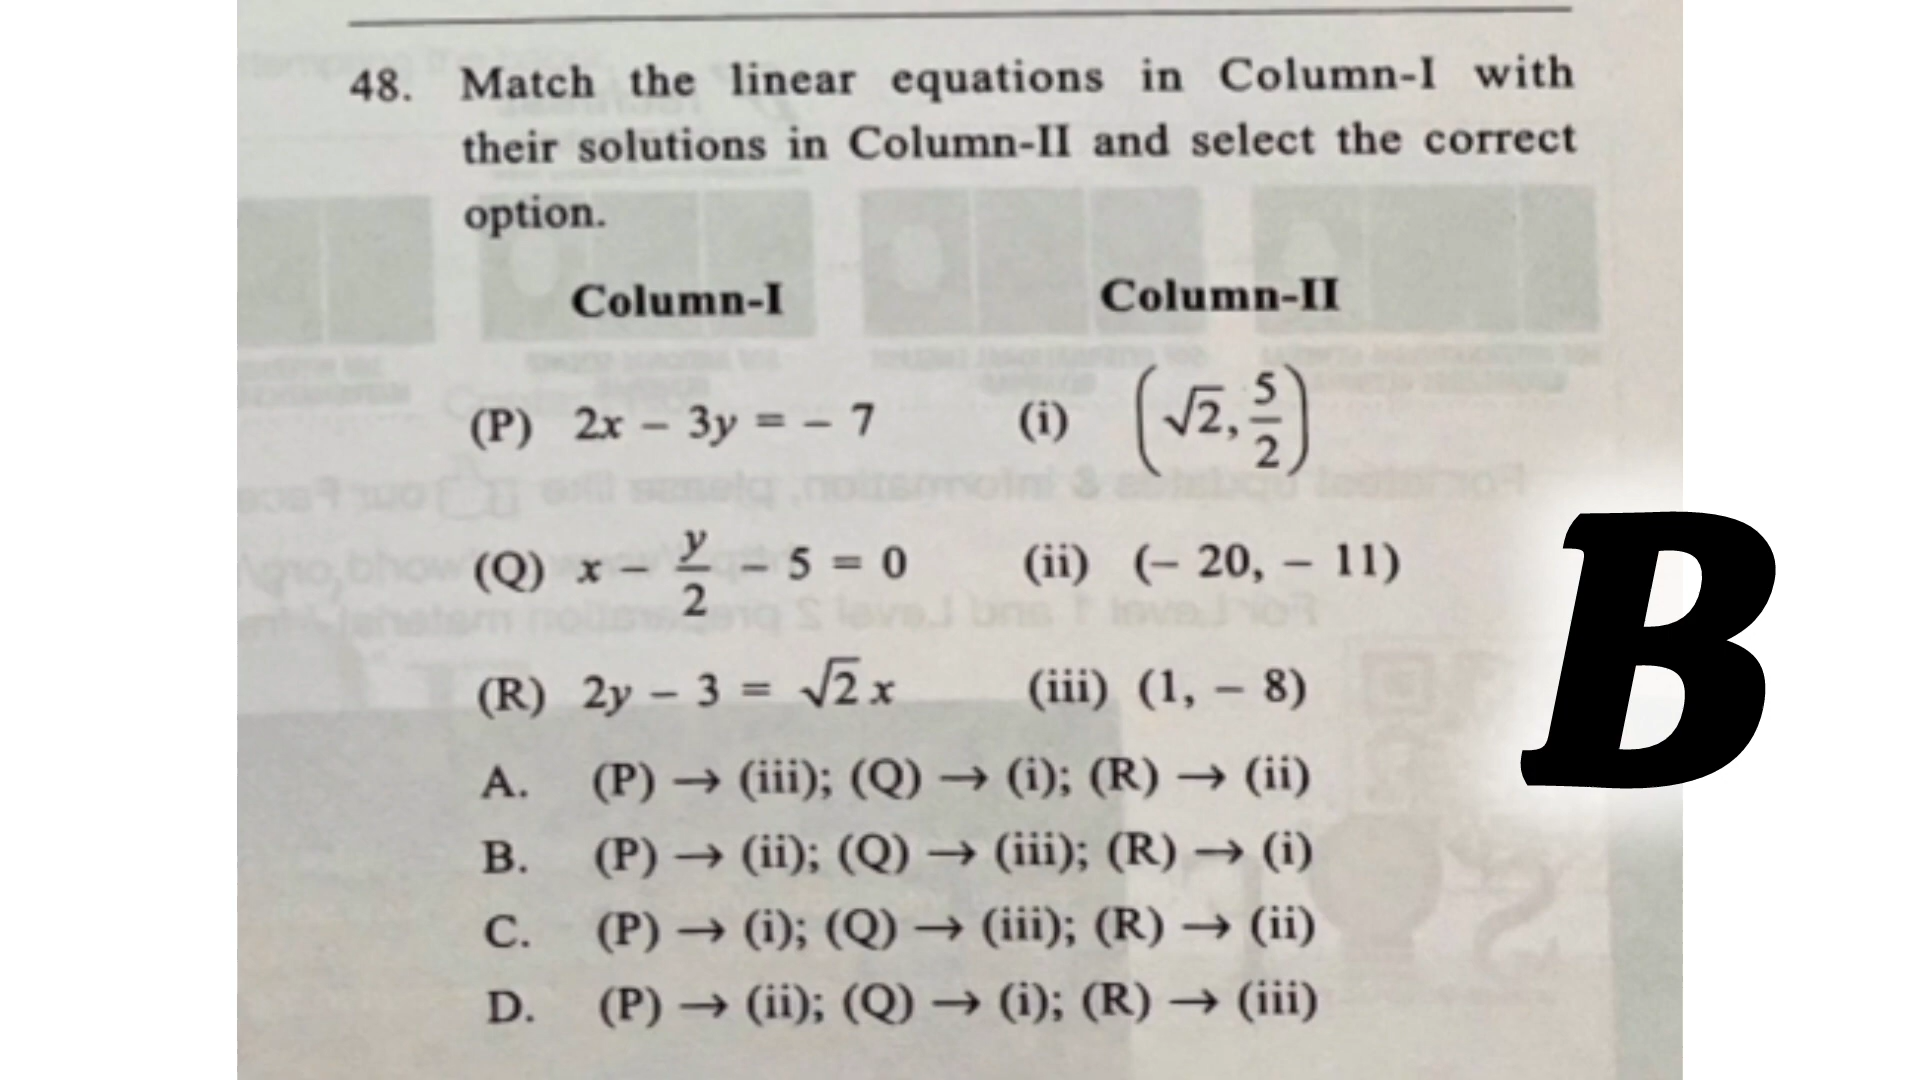 48. Match the linear equations in Column-I with
their solutions in Column-II and select the correct
option.
Column-I Column-II
(P) 2x – 3y = – 7 (i) (√2, 5/2)
(Q) x – y/2 – 5 = 0 (ii) (– 20, – 11)
(R) 2y – 3 = √2 x (iii) (1, – 8)
A. (P) → (iii); (Q) → (i); (R) → (ii)
B. (P) → (ii); (Q) → (iii); (R) → (i)
C. (P) → (i); (Q) → (iii); (R) → (ii)
D. (P) → (ii); (Q) → (i); (R) → (iii)
B